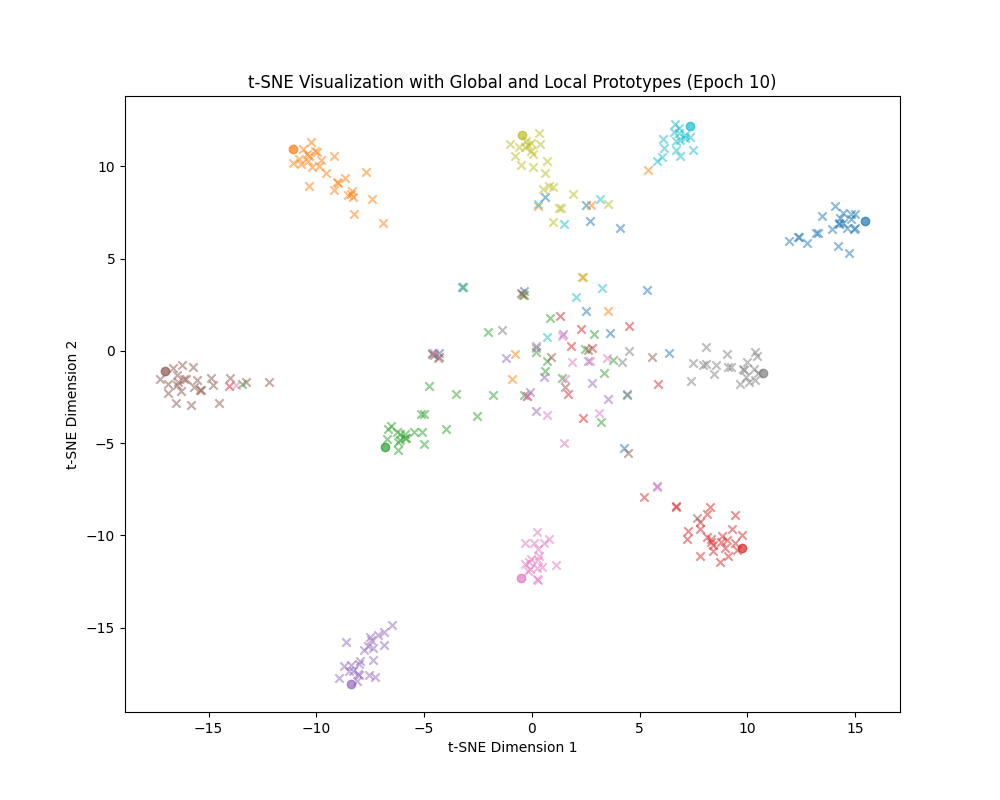 t-SNE Visualization with Global and Local Prototypes (Epoch 10)
10
5
0
−5
−10
−15
t-SNE Dimension 2
−15 −10 −5 0 5 10 15
t-SNE Dimension 1